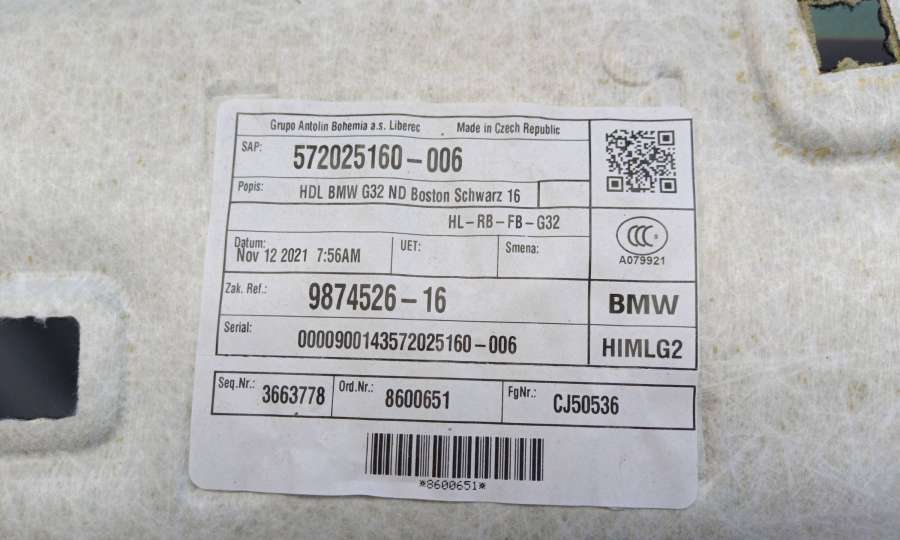 Grupo Antolin Bohemia a.s. Liberec Made in Czech Republic
SAP: 572025160-006
Popis: HDL BMW G32 ND Boston Schwarz 16
HL-RB-FB-G32
CCC S
A079921
Datum: Nov 12 2021 7:56AM
UET:
Smena:
Zak. Ref.: 9874526-16
BMW
Serial: 0000900143572025160-006
HIMLG2
Seq.Nr.: 3663778 Ord.Nr.: 8600651 FgNr.: CJ50536
*8600651*